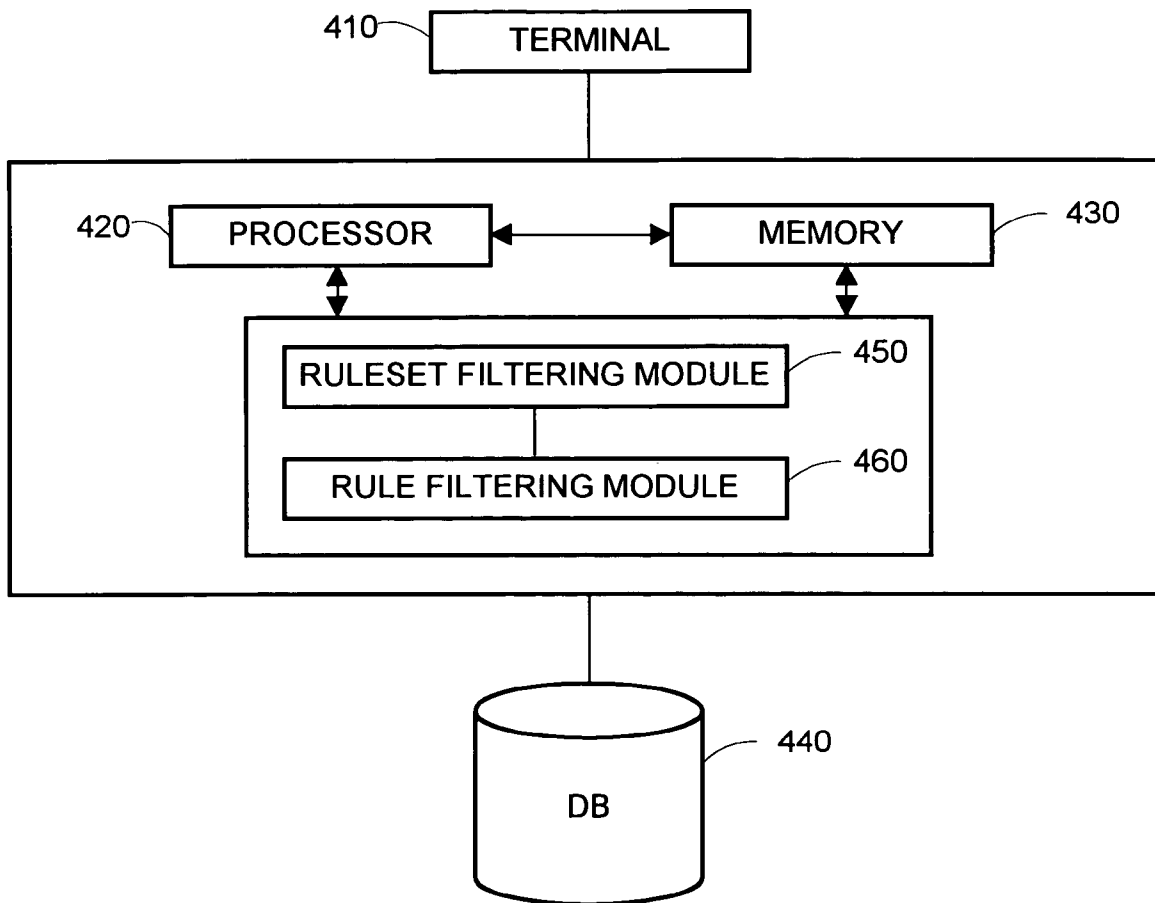 410
TERMINAL
420
PROCESSOR
MEMORY
430
RULESET FILTERING MODULE
450
RULE FILTERING MODULE
460
440
DB